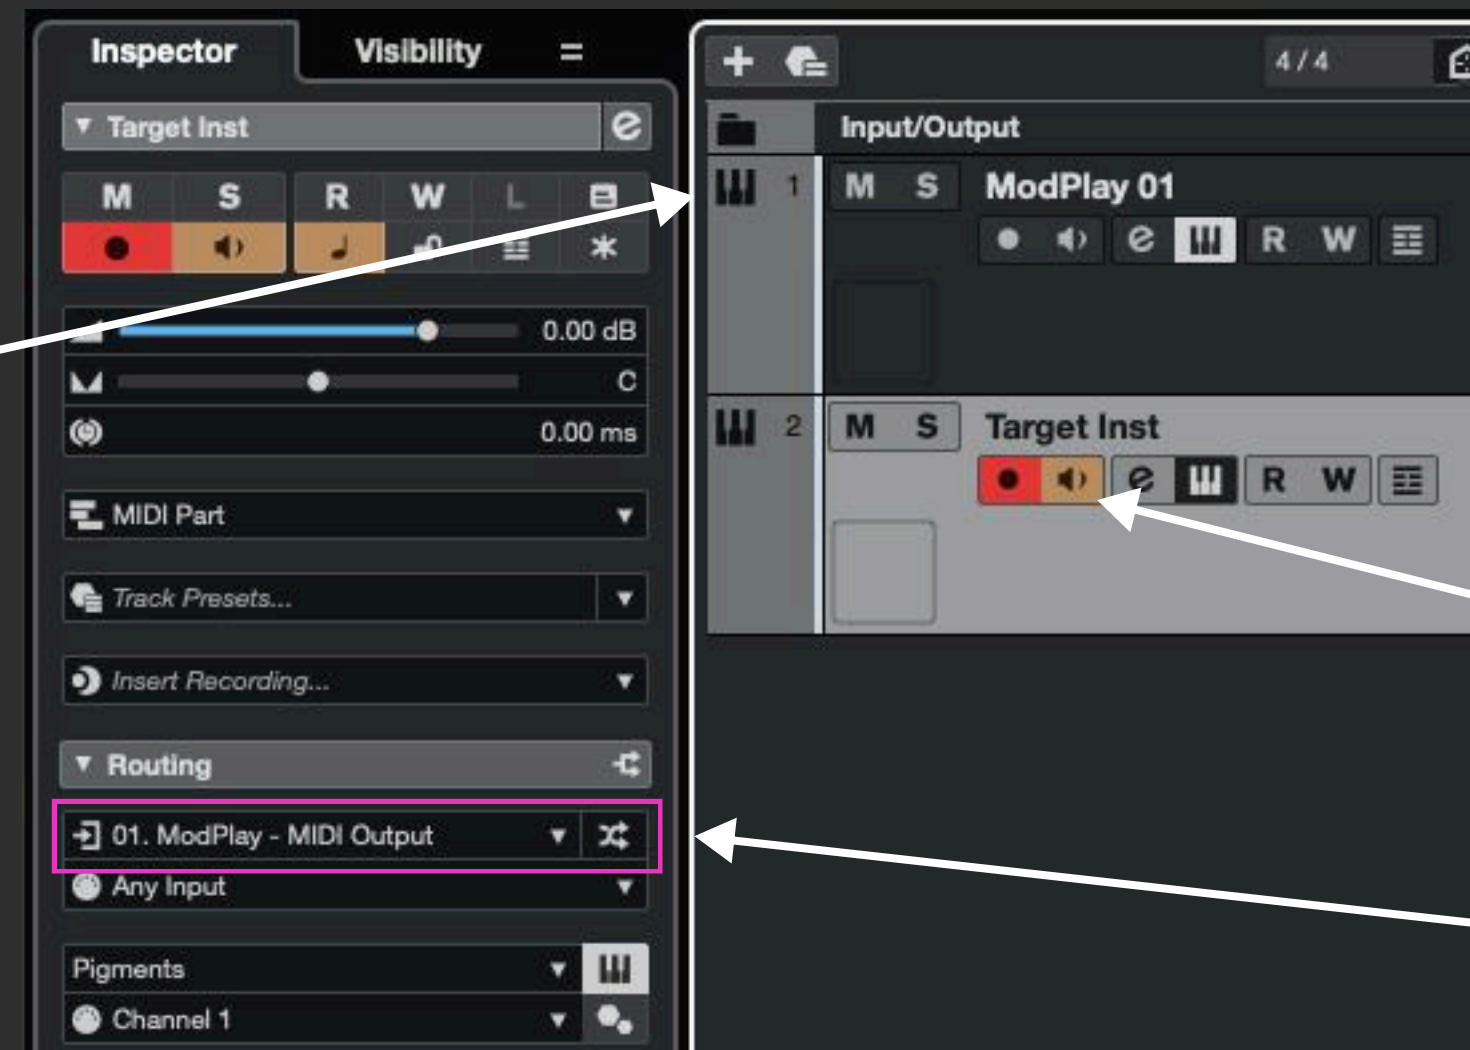 Inspector Visibility
Target Inst e
M S R W L
0.00 dB
C
0.00 ms
MIDI Part
Track Presets...
Insert Recording...
Routing
01. ModPlay - MIDI Output
Any Input
Pigments
Channel 1
4 / 4
Input/Output
1 M S ModPlay 01
e R W
2 M S Target Inst
e R W